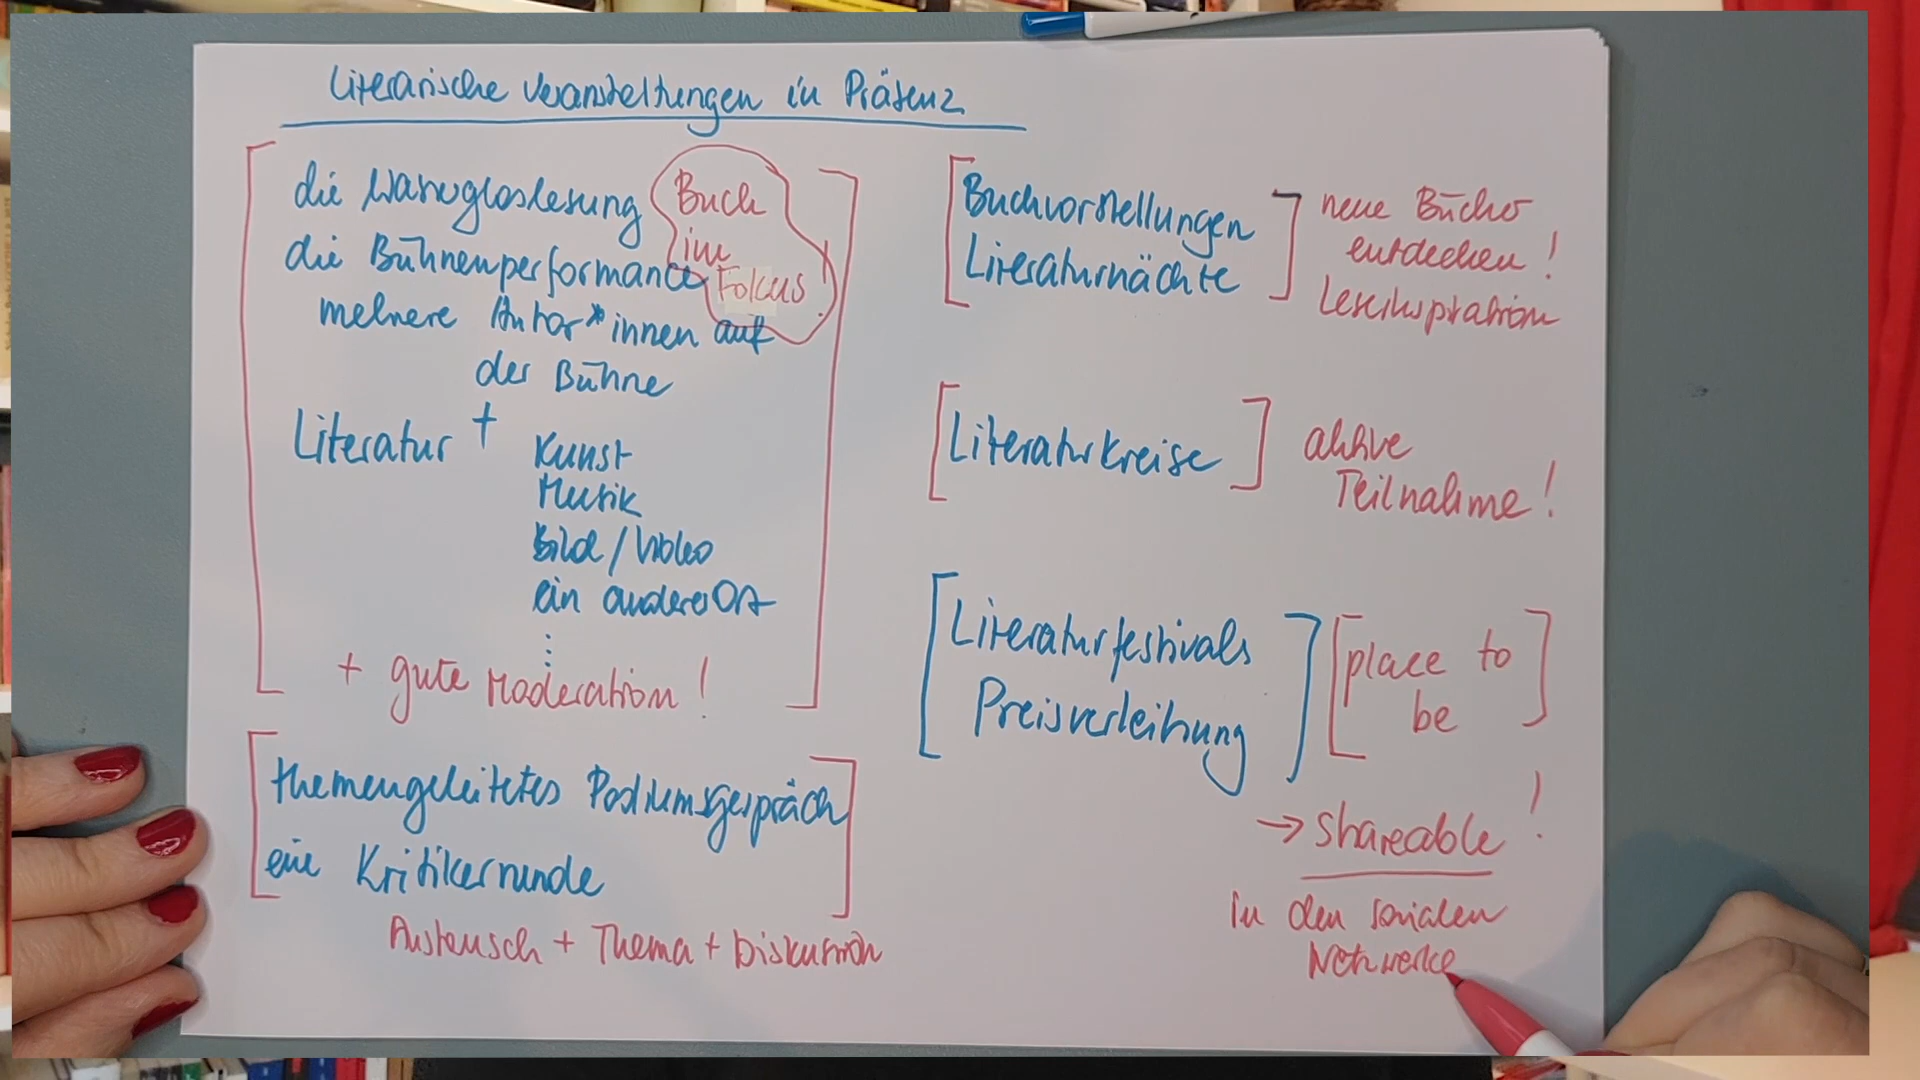 Literarische Veranstaltungen in Präsenz
die Wasserglaslesung
Buch
im
Fokus
die Bühnenperformance
mehrere Autor*innen auf
der Bühne
Literatur +
Kunst
Musik
Bild / Video
ein anderer Ort
⋮
+ gute Moderation!
themengeleitetes Podiumsgespräch
eine Kritikerrunde
Austausch + Thema + Diskussion
Buchvorstellungen
Literaturnächte
neue Bücher
entdecken!
Leseinspiration
Literaturkreise
aktive
Teilnahme!
Literaturfestivals
Preisverleihung
place to
be
→ shareable!
in den sozialen
Netzwerke